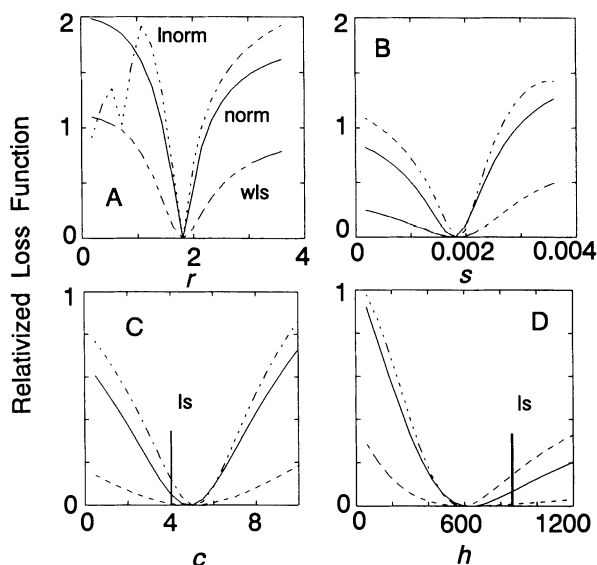 Relativized Loss Function
2
1
0
A
lnorm
norm
wls
0 2 4
r
2
1
0
B
0 0.002 0.004
s
1
0
C
ls
0 4 8
c
1
0
D
ls
0 600 1200
h